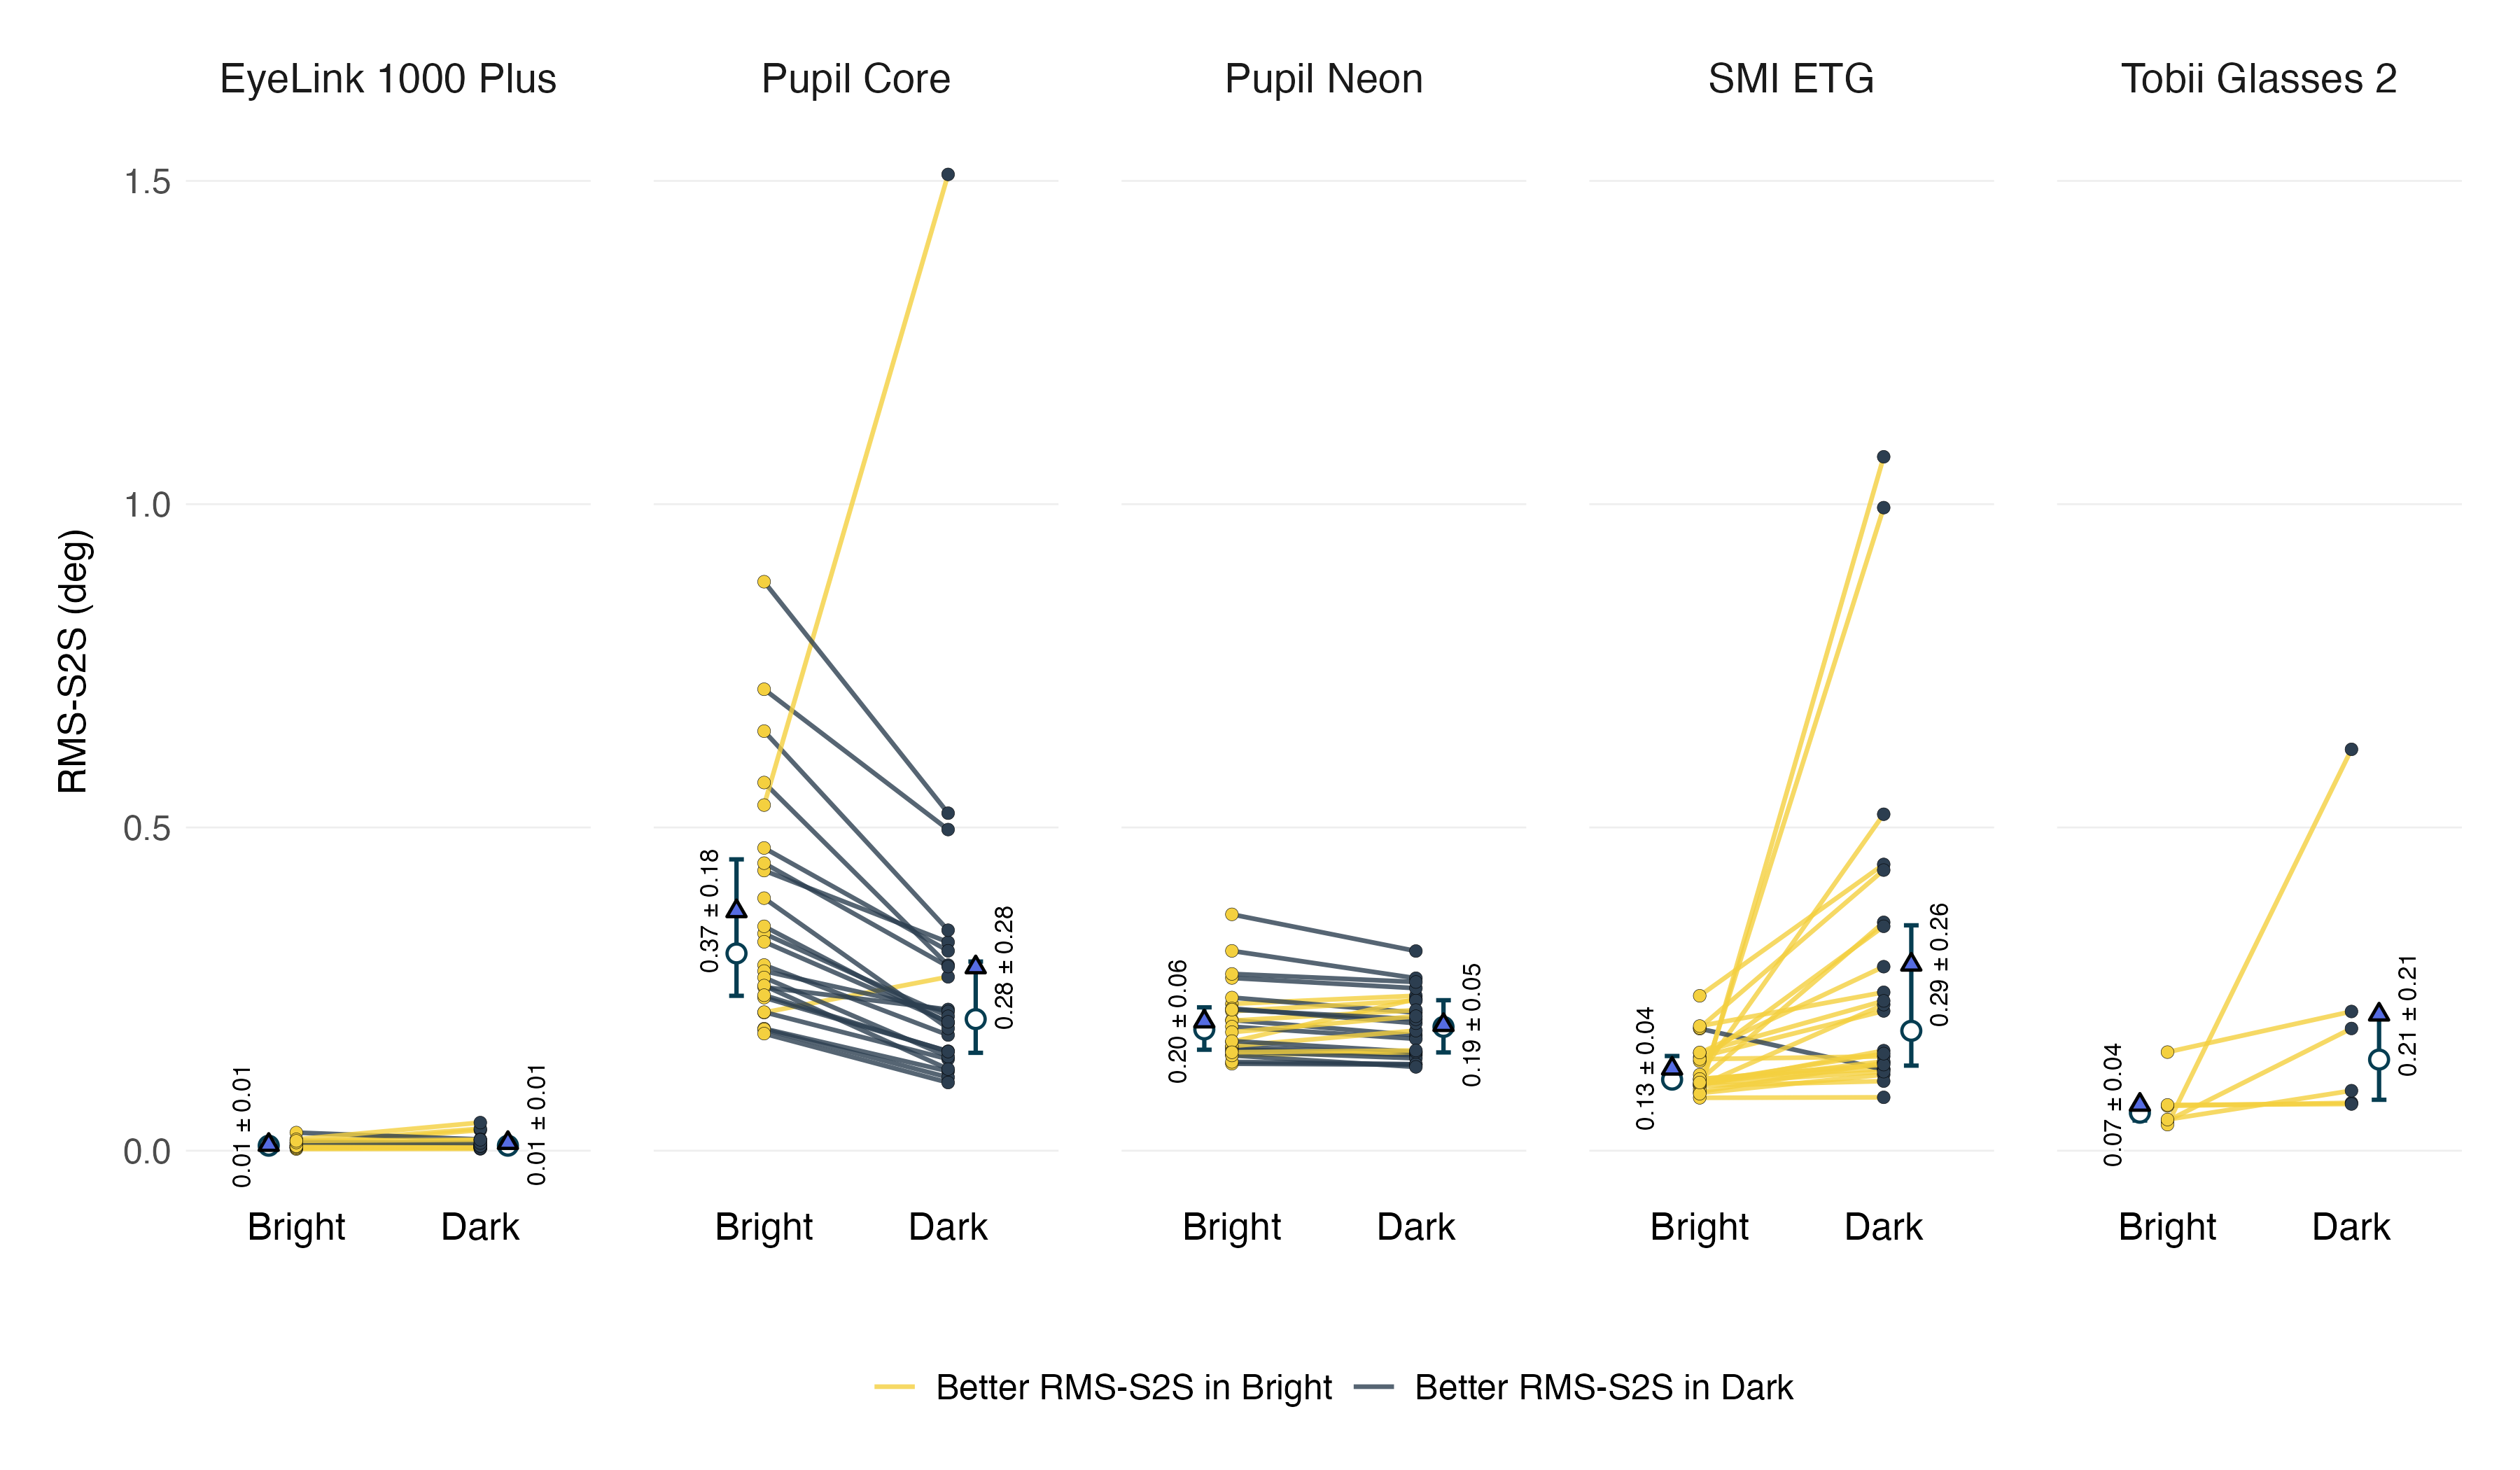 EyeLink 1000 Plus
Pupil Core
Pupil Neon
SMI ETG
Tobii Glasses 2
RMS-S2S (deg)
1.5
1.0
0.5
0.0
0.01 ± 0.01
0.01 ± 0.01
0.37 ± 0.18
0.28 ± 0.28
0.20 ± 0.06
0.19 ± 0.05
0.13 ± 0.04
0.29 ± 0.26
0.07 ± 0.04
0.21 ± 0.21
Bright
Dark
Bright
Dark
Bright
Dark
Bright
Dark
Bright
Dark
Better RMS-S2S in Bright
Better RMS-S2S in Dark